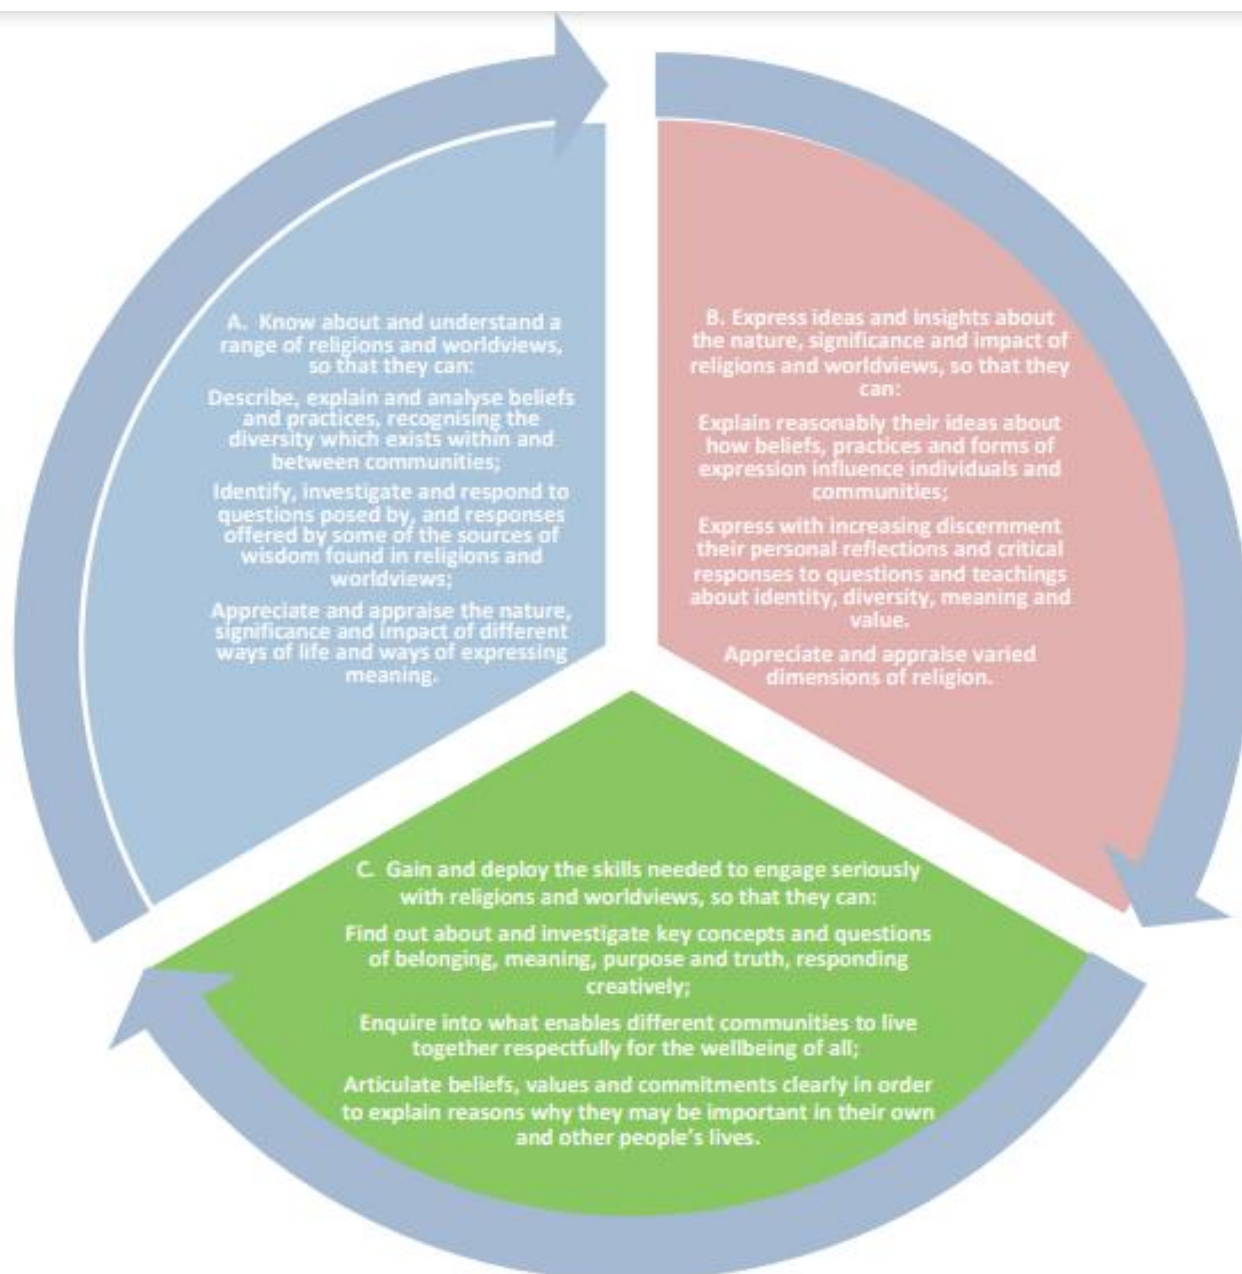 A. Know about and understand a
range of religions and worldviews,
so that they can:
Describe, explain and analyse beliefs
and practices, recognising the
diversity which exists within and
between communities;
Identify, investigate and respond to
questions posed by, and responses
offered by some of the sources of
wisdom found in religions and
worldviews;
Appreciate and appraise the nature,
significance and impact of different
ways of life and ways of expressing
meaning.
B. Express ideas and insights about
the nature, significance and impact of
religions and worldviews, so that they
can:
Explain reasonably their ideas about
how beliefs, practices and forms of
expression influence individuals and
communities;
Express with increasing discernment
their personal reflections and critical
responses to questions and teachings
about identity, diversity, meaning and
value.
Appreciate and appraise varied
dimensions of religion.
C. Gain and deploy the skills needed to engage seriously
with religions and worldviews, so that they can:
Find out about and investigate key concepts and questions
of belonging, meaning, purpose and truth, responding
creatively;
Enquire into what enables different communities to live
together respectfully for the wellbeing of all;
Articulate beliefs, values and commitments clearly in order
to explain reasons why they may be important in their own
and other people's lives.